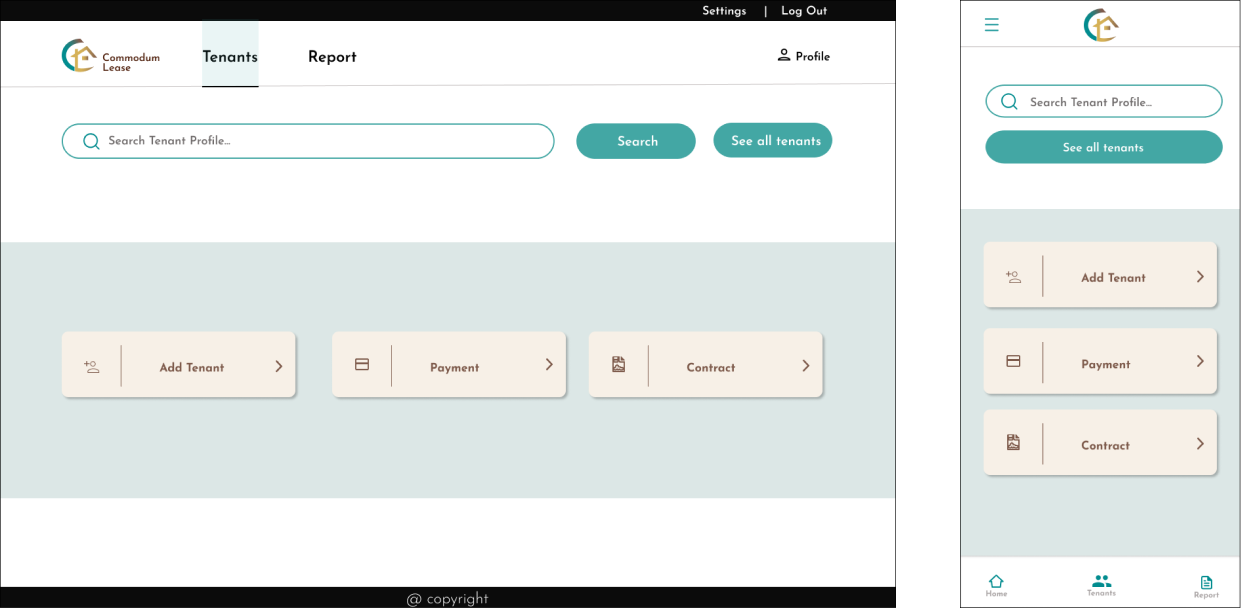 Settings | Log Out
Commodum
Lease
Tenants
Report
Profile
Search Tenant Profile...
Search
See all tenants
Add Tenant
Payment
Contract
@ copyright
Search Tenant Profile...
See all tenants
Add Tenant
Payment
Contract
Home
Tenants
Report